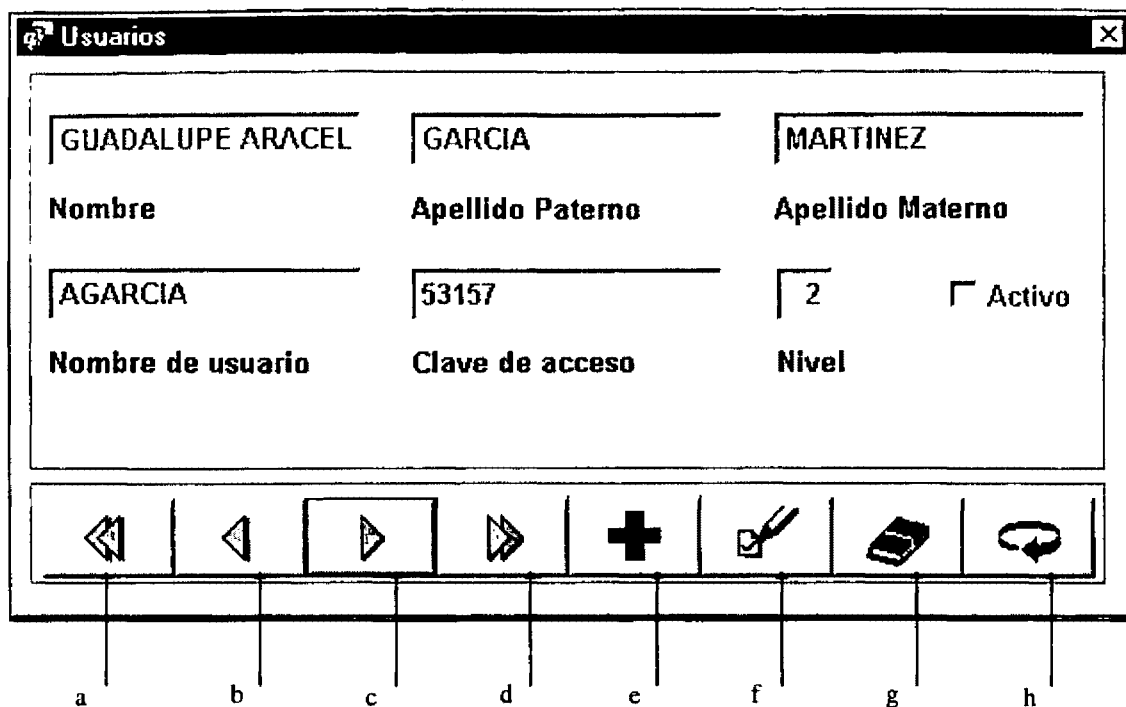 Usuarios
GUADALUPE ARACEL GARCIA MARTINEZ
Nombre Apellido Paterno Apellido Materno
AGARCIA 53157 2 Activo
Nombre de usuario Clave de acceso Nivel
a b c d e f g h